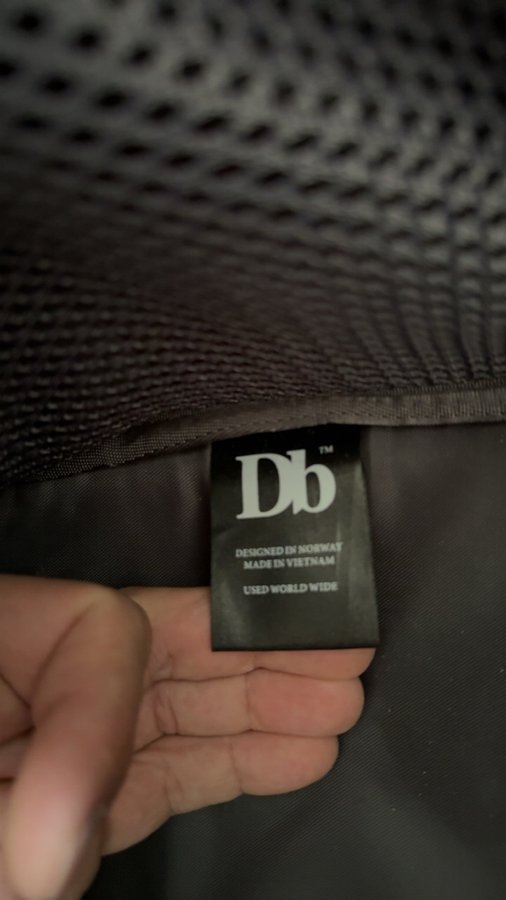 Db™
DESIGNED IN NORWAY
MADE IN VIETNAM
USED WORLD WIDE